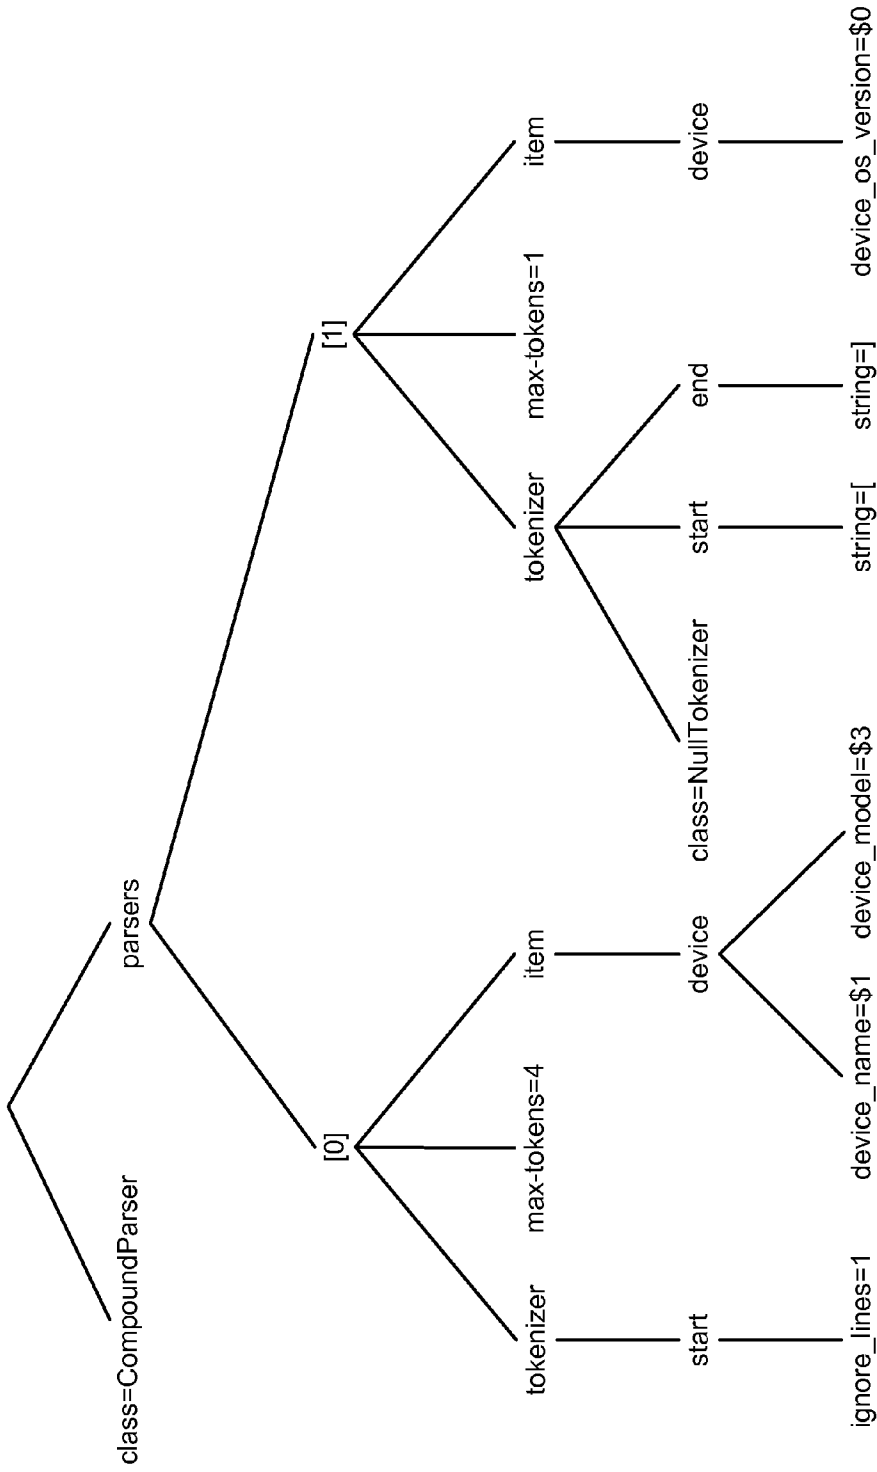 class=CompoundParser
parsers
[0]
[1]
tokenizer
max-tokens=4
item
tokenizer
max-tokens=1
item
start
device
class=NullTokenizer
start
end
device
ignore_lines=1
device_name=$1
device_model=$3
string=[
string=]
device_os_version=$0